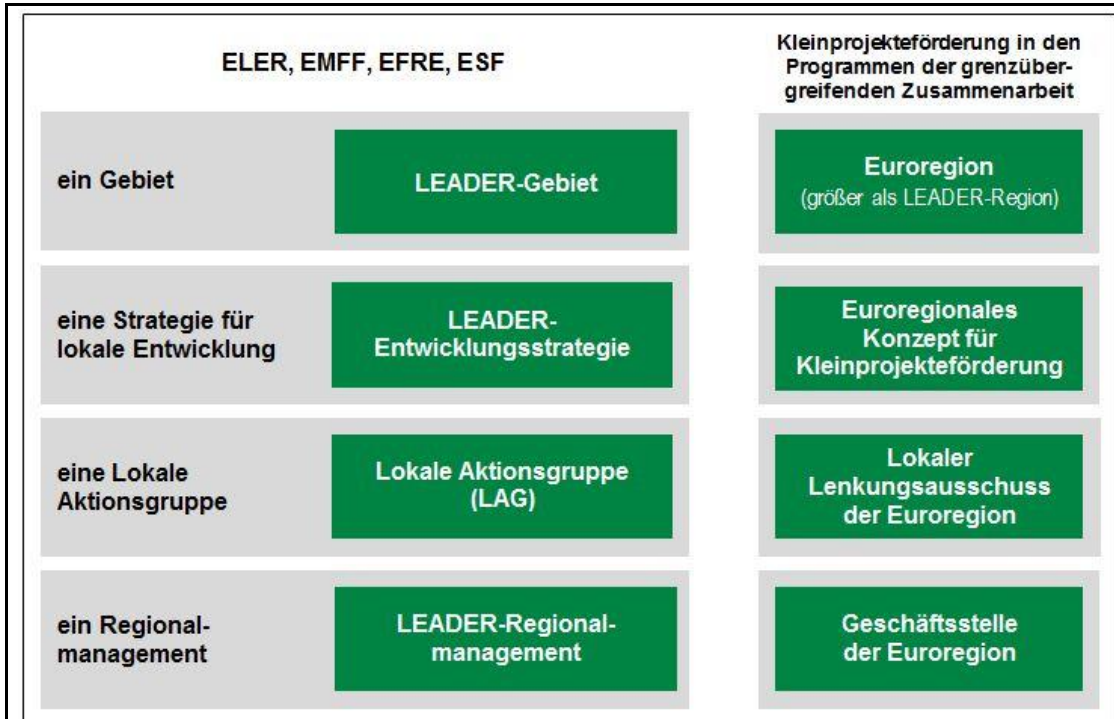 ELER, EMFF, EFRE, ESF
Kleinprojekteförderung in den
Programmen der grenzüber-
greifenden Zusammenarbeit
ein Gebiet
LEADER-Gebiet
Euroregion
(größer als LEADER-Region)
eine Strategie für
lokale Entwicklung
LEADER-
Entwicklungsstrategie
Euroregionales
Konzept für
Kleinprojekteförderung
eine Lokale
Aktionsgruppe
Lokale Aktionsgruppe
(LAG)
Lokaler
Lenkungsausschuss
der Euroregion
ein Regional-
management
LEADER-Regional-
management
Geschäftsstelle
der Euroregion